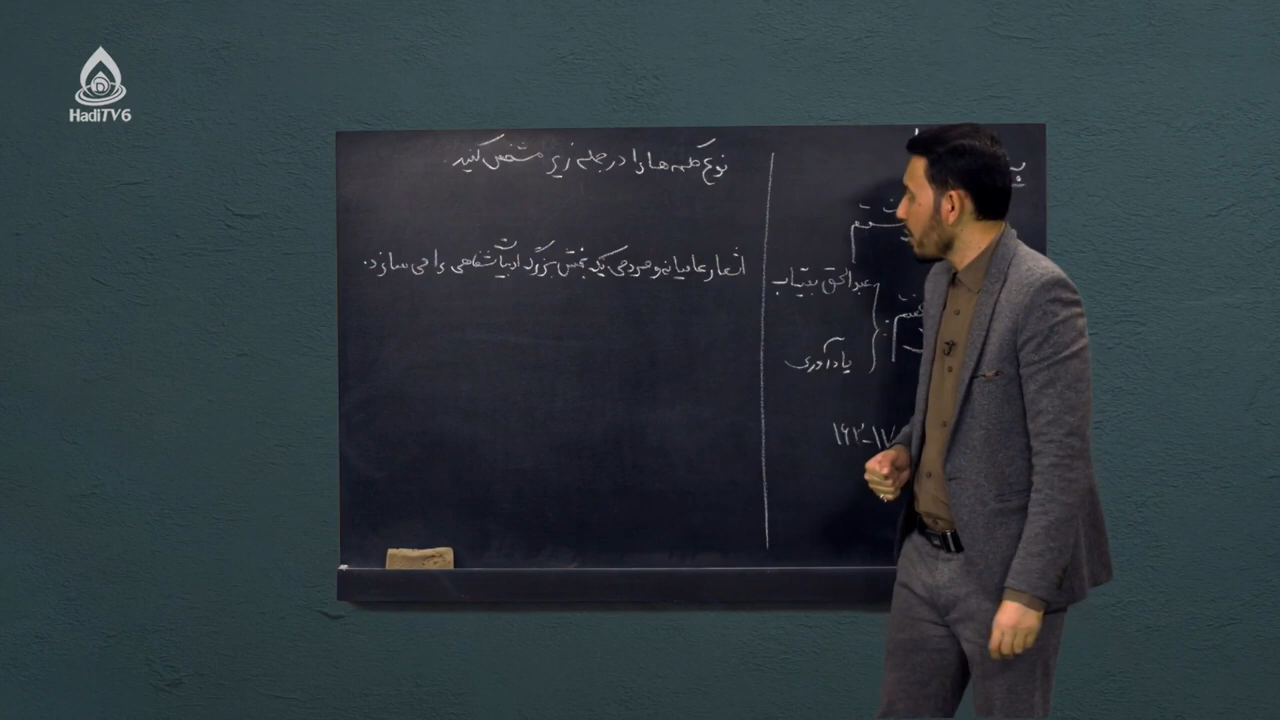 HadiTV6
نوع کلمه ها را در جمله زیر مشخص کنید
اشعار عامیانه و مردمی یک بخش بزرگ ادبیات شفاهی را می سازد.
عبدالحق بیتاب
یادآوری